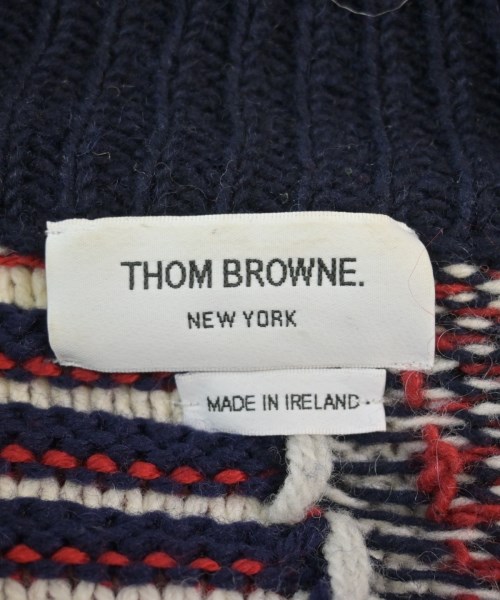 THOM BROWNE.
NEW YORK
MADE IN IRELAND